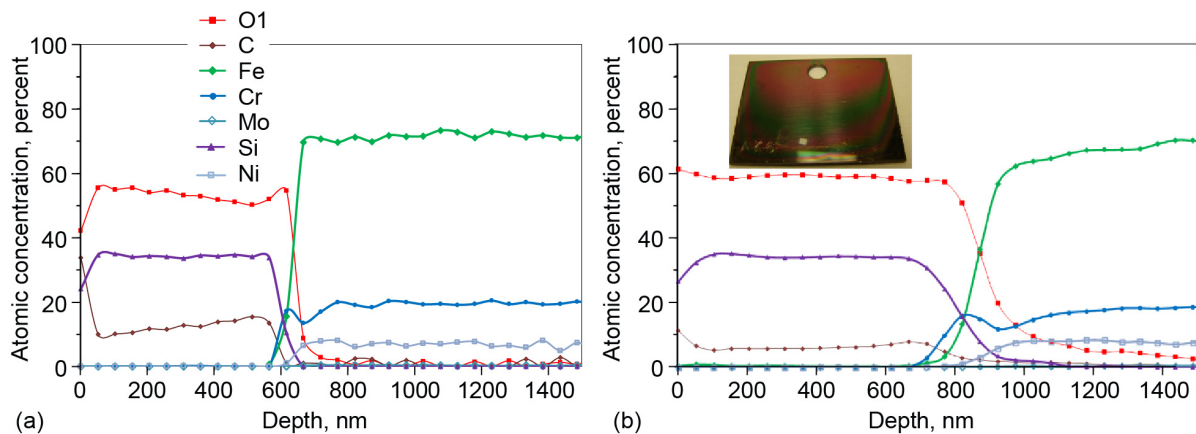 O1
C
Fe
Cr
Mo
Si
Ni
100
80
60
40
20
0
Atomic concentration, percent
0 200 400 600 800 1000 1200 1400
Depth, nm
(a)
100
80
60
40
20
0
Atomic concentration, percent
0 200 400 600 800 1000 1200 1400
Depth, nm
(b)